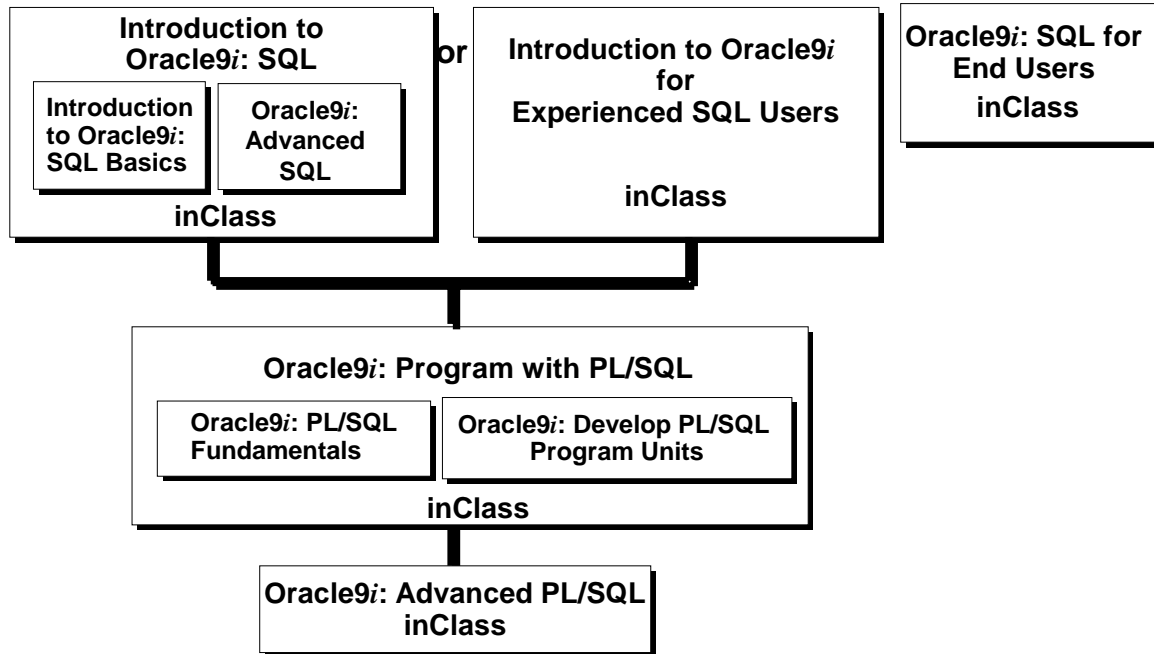 Introduction to
Oracle9i: SQL
Introduction
to Oracle9i:
SQL Basics
Oracle9i:
Advanced
SQL
inClass
or
Introduction to Oracle9i
for
Experienced SQL Users
inClass
Oracle9i: SQL for
End Users
inClass
Oracle9i: Program with PL/SQL
Oracle9i: PL/SQL
Fundamentals
Oracle9i: Develop PL/SQL
Program Units
inClass
Oracle9i: Advanced PL/SQL
inClass